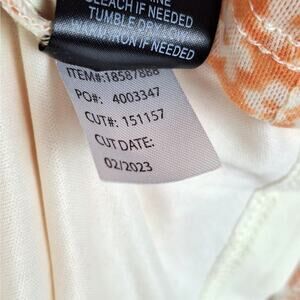 BLEACH IF NEEDED
TUMBLE DRY LOW
WARM IRON IF NEEDED
ITEM#:18587888
PO#: 4003347
CUT#: 151157
CUT DATE:
02/2023